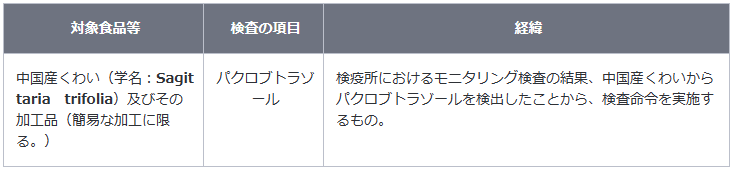 対象食品等
検査の項目
経緯
中国産くわい（学名：Sagit
taria　trifolia）及びその
加工品（簡易な加工に限
る。）
パクロブトラゾ
ール
検疫所におけるモニタリング検査の結果、中国産くわいから
パクロブトラゾールを検出したことから、検査命令を実施す
るもの。